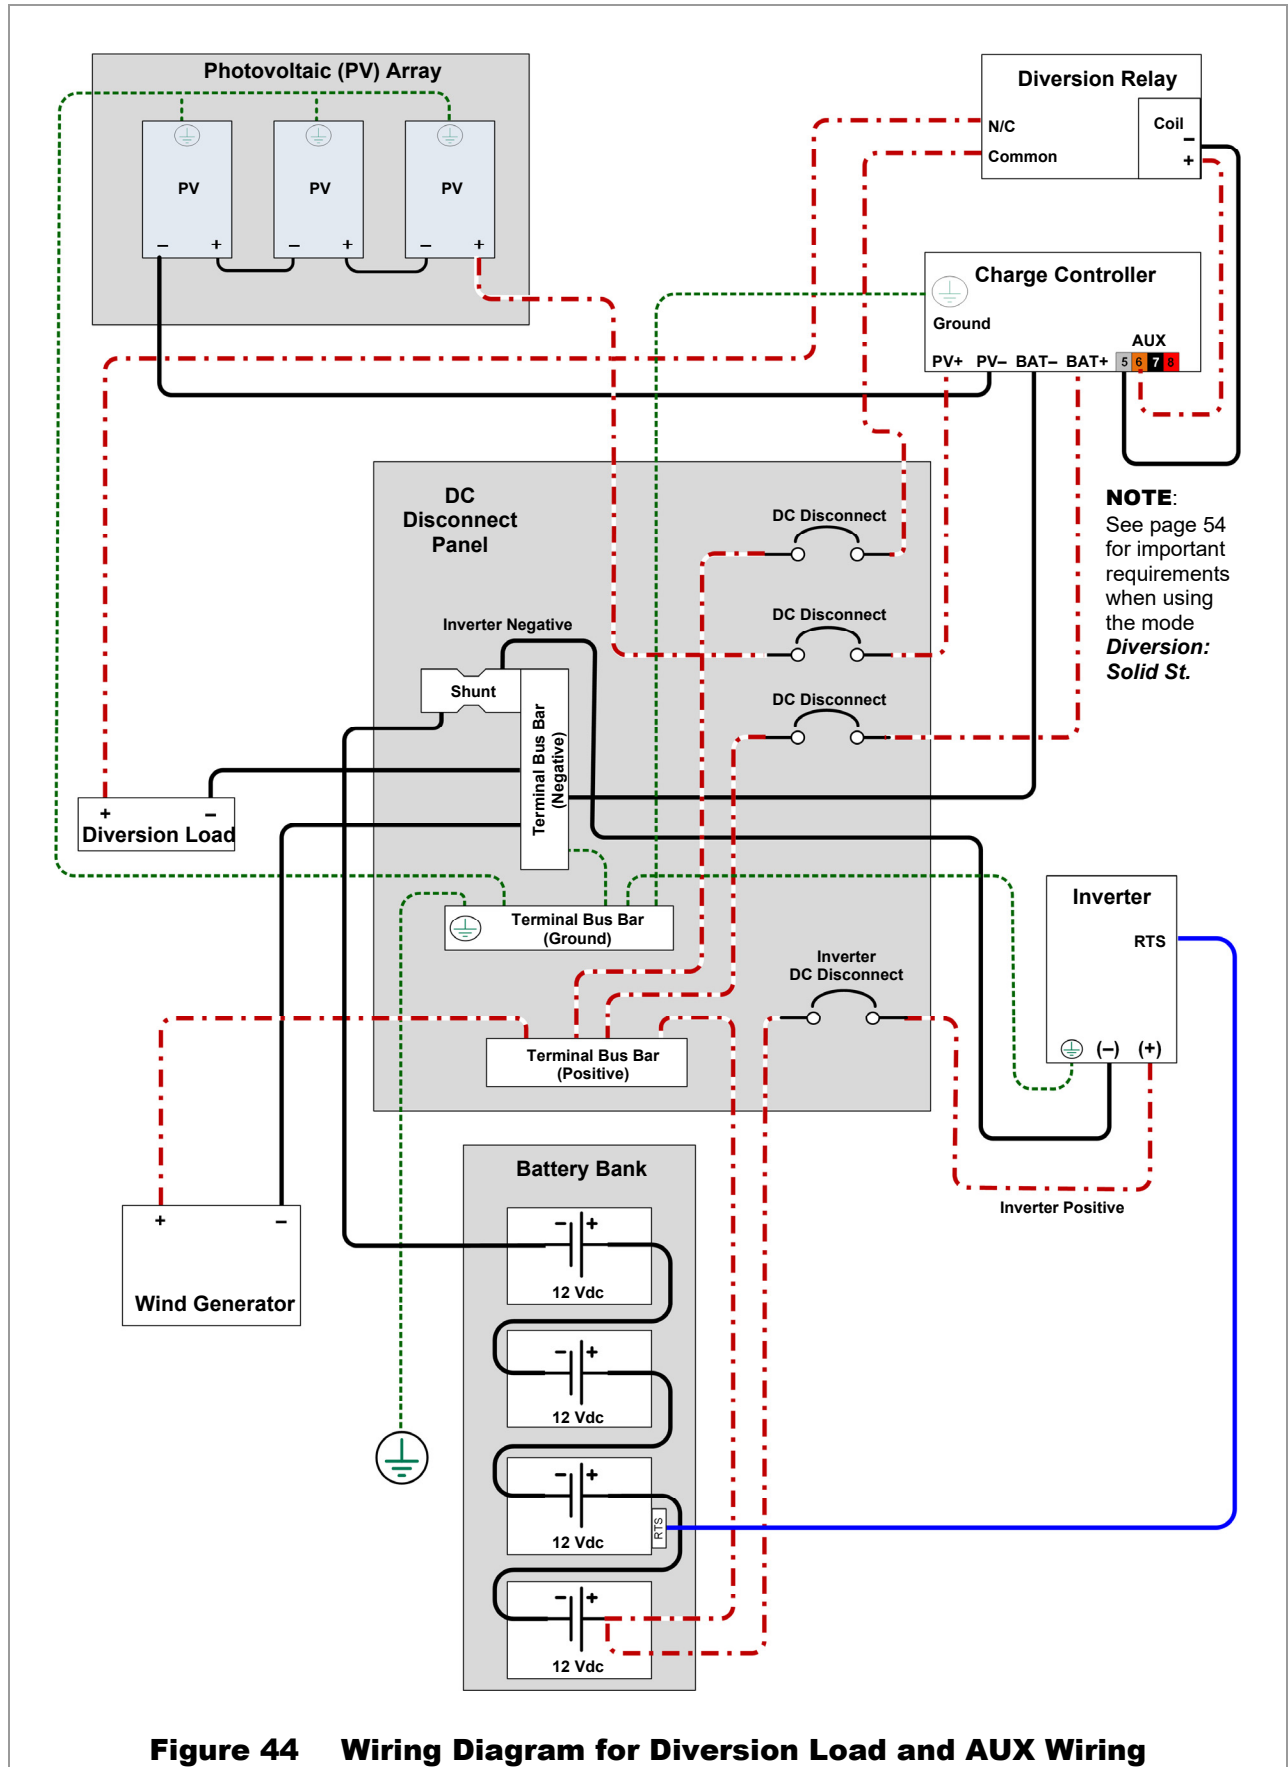 Photovoltaic (PV) Array
PV
PV
PV
– +
– +
– +
Diversion Relay
N/C
Common
Coil
–
+
Charge Controller
Ground
AUX
PV+ PV– BAT– BAT+ 5 6 7 8
NOTE:
See page 54
for important
requirements
when using
the mode
Diversion:
Solid St.
DC
Disconnect
Panel
DC Disconnect
DC Disconnect
DC Disconnect
Inverter Negative
Shunt
Terminal Bus Bar
(Negative)
+ –
Diversion Load
Terminal Bus Bar
(Ground)
Inverter
DC Disconnect
Terminal Bus Bar
(Positive)
Inverter
RTS
(–) (+)
Inverter Positive
+ –
Wind Generator
Battery Bank
– +
12 Vdc
– +
12 Vdc
– +
12 Vdc
RTS
– +
12 Vdc
Figure 44 Wiring Diagram for Diversion Load and AUX Wiring